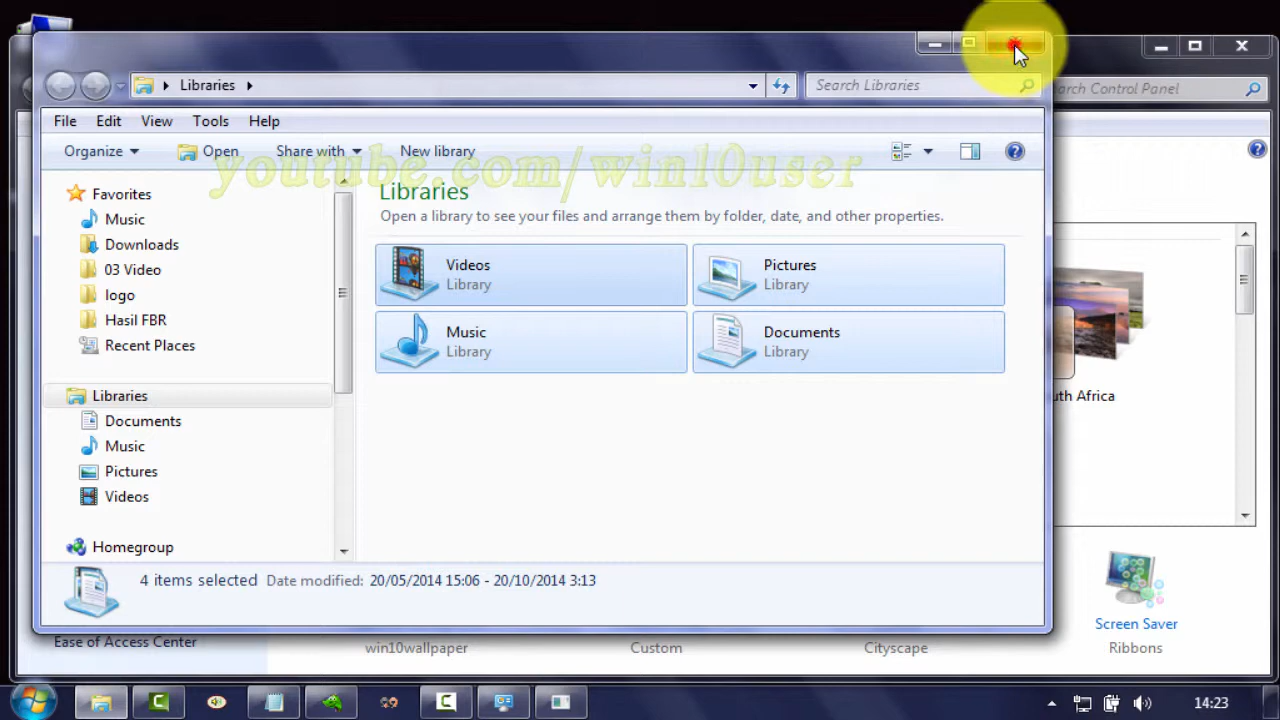 Libraries
Search Libraries
arch Control Panel
File Edit View Tools Help
Organize Open Share with New library
youtube.com/win10user
Favorites
Music
Downloads
03 Video
logo
Hasil FBR
Recent Places
Libraries
Documents
Music
Pictures
Videos
Homegroup
Libraries
Open a library to see your files and arrange them by folder, date, and other properties.
Videos
Library
Pictures
Library
Music
Library
Documents
Library
uth Africa
4 items selected Date modified: 20/05/2014 15:06 - 20/10/2014 3:13
Ease of Access Center
win10wallpaper
Custom
Cityscape
Screen Saver
Ribbons
14:23